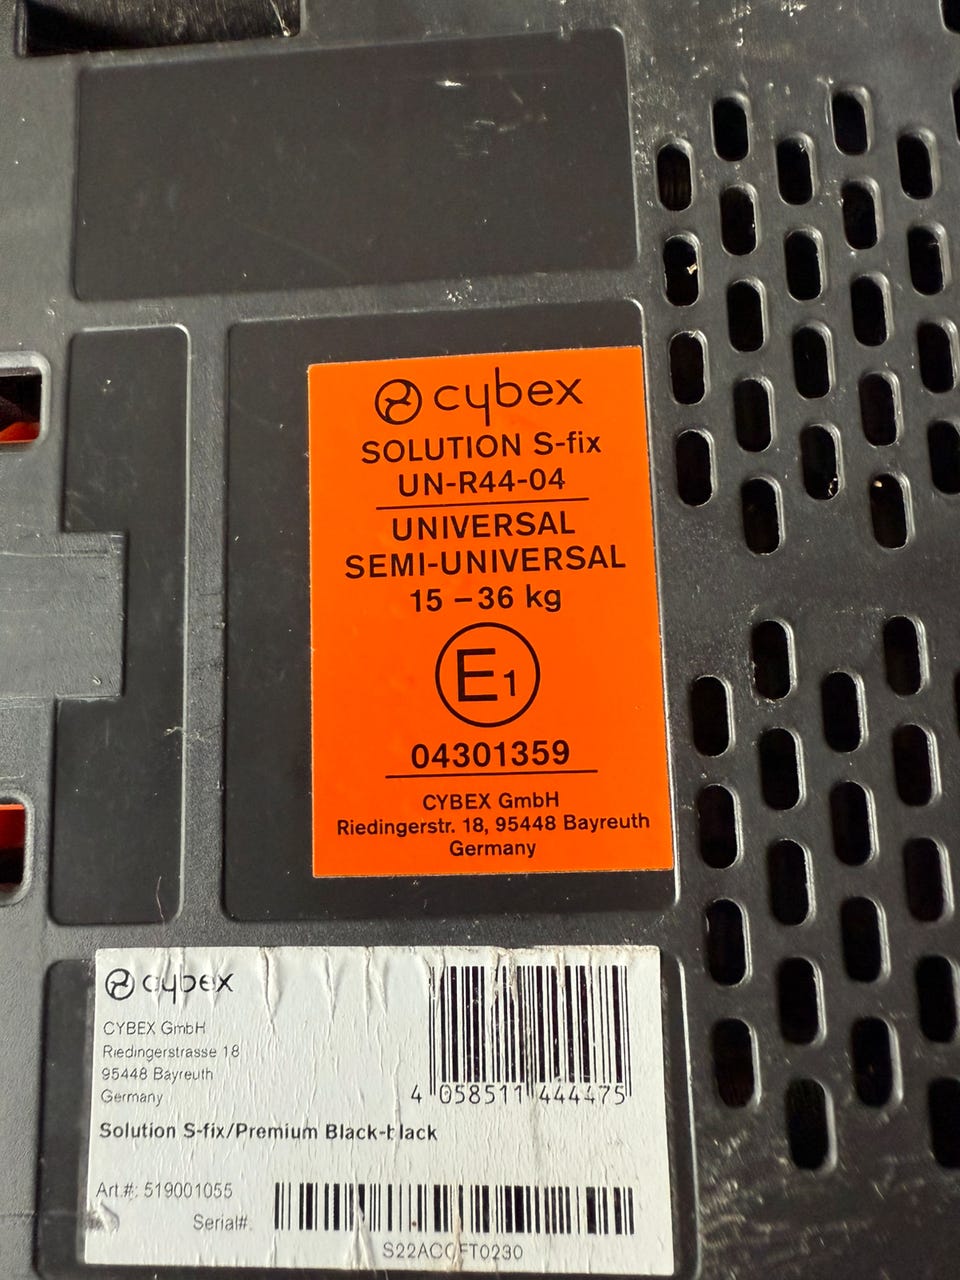 cybex
SOLUTION S-fix
UN-R44-04
UNIVERSAL
SEMI-UNIVERSAL
15 – 36 kg
E1
04301359
CYBEX GmbH
Riedingerstr. 18, 95448 Bayreuth
Germany
cybex
CYBEX GmbH
Riedingerstrasse 18
95448 Bayreuth
Germany
4 058511 444475
Solution S-fix/Premium Black-black
Art.#: 519001055
Serial#: